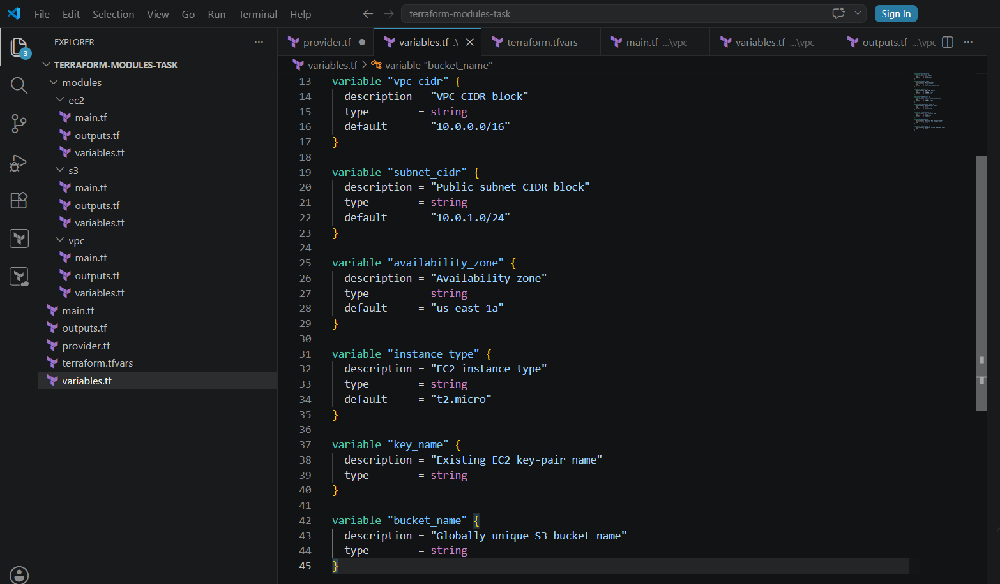 File Edit Selection View Go Run Terminal Help
terraform-modules-task
Sign In
EXPLORER
3
TERRAFORM-MODULES-TASK
modules
ec2
main.tf
outputs.tf
variables.tf
s3
main.tf
outputs.tf
variables.tf
vpc
main.tf
outputs.tf
variables.tf
main.tf
outputs.tf
provider.tf
terraform.tfvars
variables.tf
provider.tf
variables.tf .\
terraform.tfvars
main.tf ...\vpc
variables.tf ...\vpc
outputs.tf ...\vpc
variables.tf > variable "bucket_name"
13 variable "vpc_cidr" {
14 description = "VPC CIDR block"
15 type = string
16 default = "10.0.0.0/16"
17 }
18
19 variable "subnet_cidr" {
20 description = "Public subnet CIDR block"
21 type = string
22 default = "10.0.1.0/24"
23 }
24
25 variable "availability_zone" {
26 description = "Availability zone"
27 type = string
28 default = "us-east-1a"
29 }
30
31 variable "instance_type" {
32 description = "EC2 instance type"
33 type = string
34 default = "t2.micro"
35 }
36
37 variable "key_name" {
38 description = "Existing EC2 key-pair name"
39 type = string
40 }
41
42 variable "bucket_name" {
43 description = "Globally unique S3 bucket name"
44 type = string
45 }